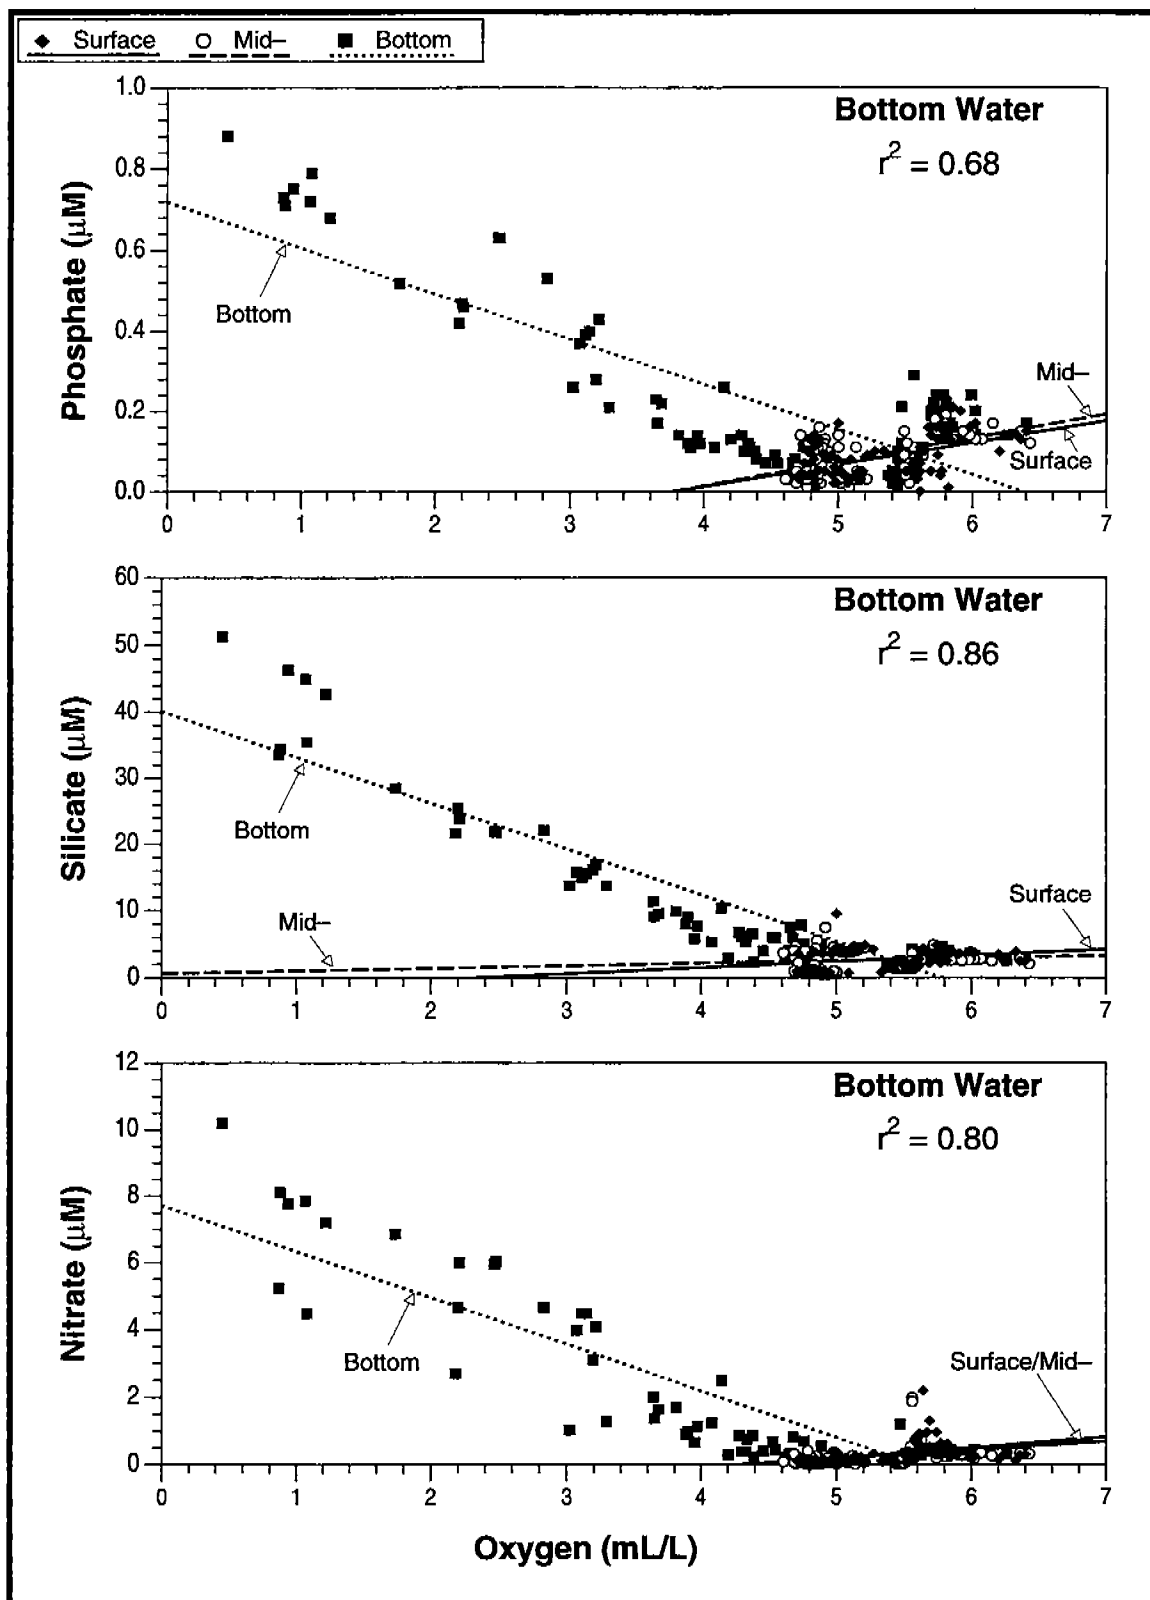 Surface Mid– Bottom
1.0
0.8
0.6
0.4
0.2
0.0
Phosphate (μM)
Bottom Water
r² = 0.68
Bottom
Mid–
Surface
0 1 2 3 4 5 6 7
60
50
40
30
20
10
0
Silicate (μM)
Bottom Water
r² = 0.86
Bottom
Mid–
Surface
0 1 2 3 4 5 6 7
12
10
8
6
4
2
0
Nitrate (μM)
Bottom Water
r² = 0.80
Bottom
Surface/Mid–
0 1 2 3 4 5 6 7
Oxygen (mL/L)